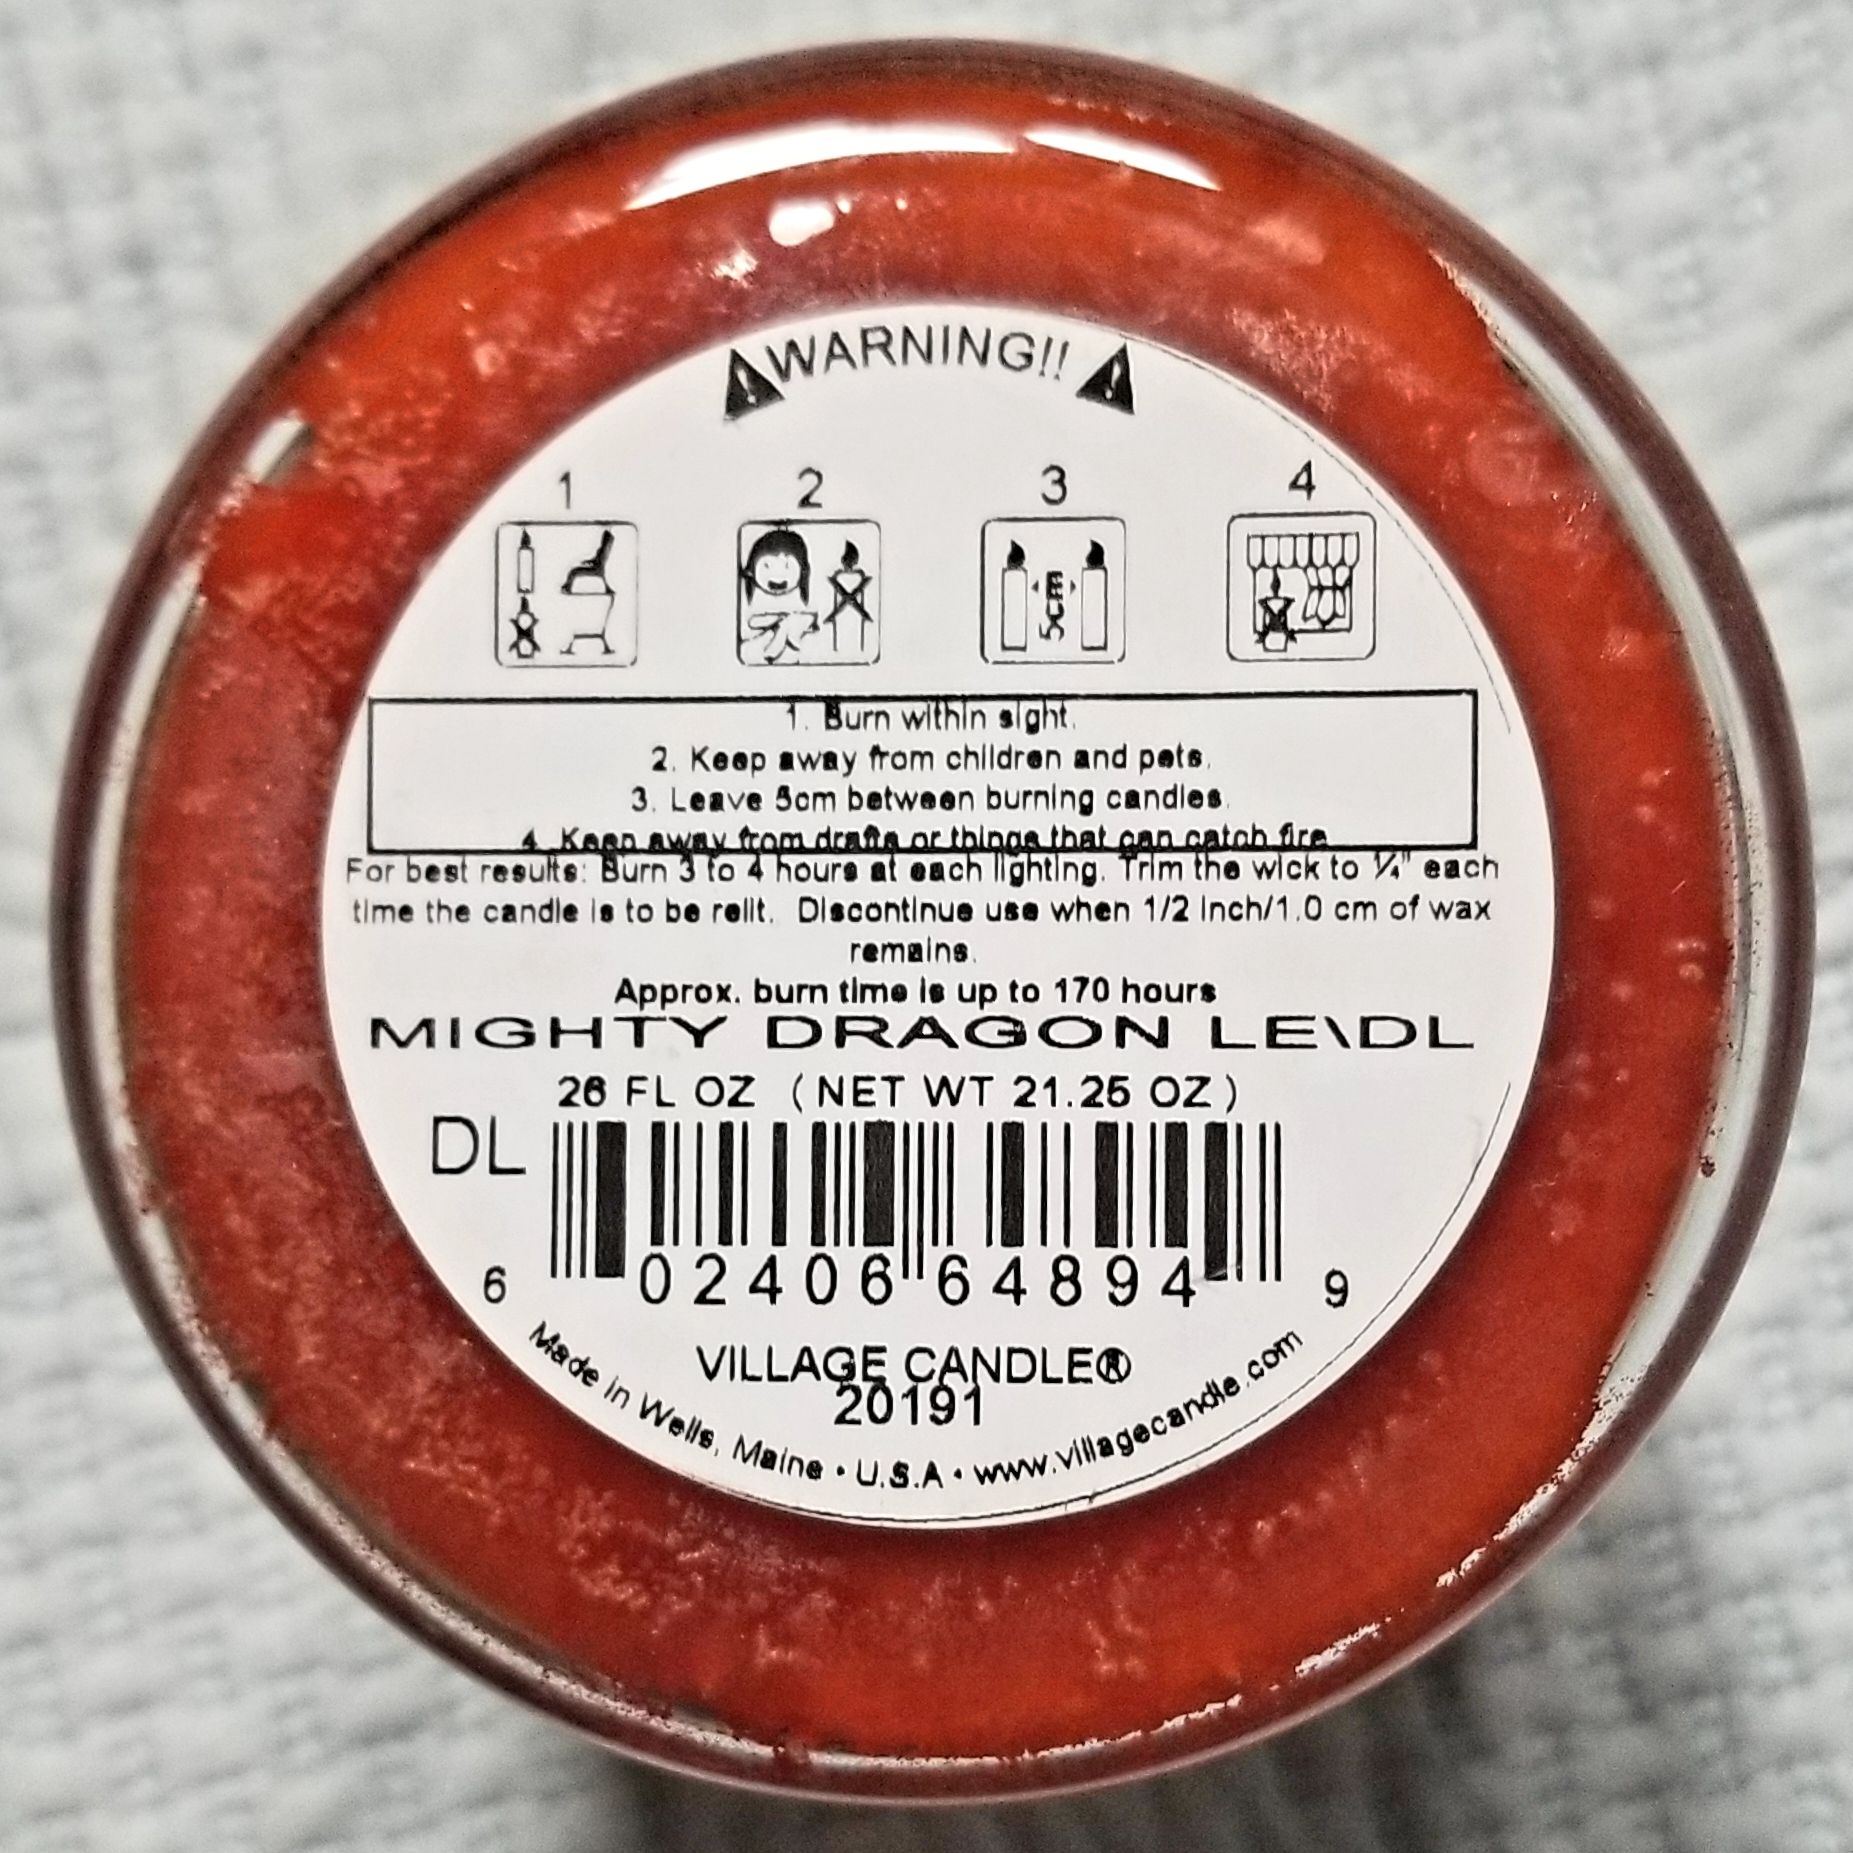 WARNING!!
1 2 3 4
5cm
1. Burn within sight.
2. Keep away from children and pets.
3. Leave 5cm between burning candles.
4. Keep away from drafts or things that can catch fire
For best results: Burn 3 to 4 hours at each lighting. Trim the wick to ¼" each
time the candle is to be relit. Discontinue use when 1/2 inch/1.0 cm of wax
remains.
Approx. burn time is up to 170 hours
MIGHTY DRAGON LE\DL
26 FL OZ (NET WT 21.25 OZ)
DL
6 02406 64894 9
VILLAGE CANDLE®
20191
Made in Wells, Maine • U.S.A • www.villagecandle.com